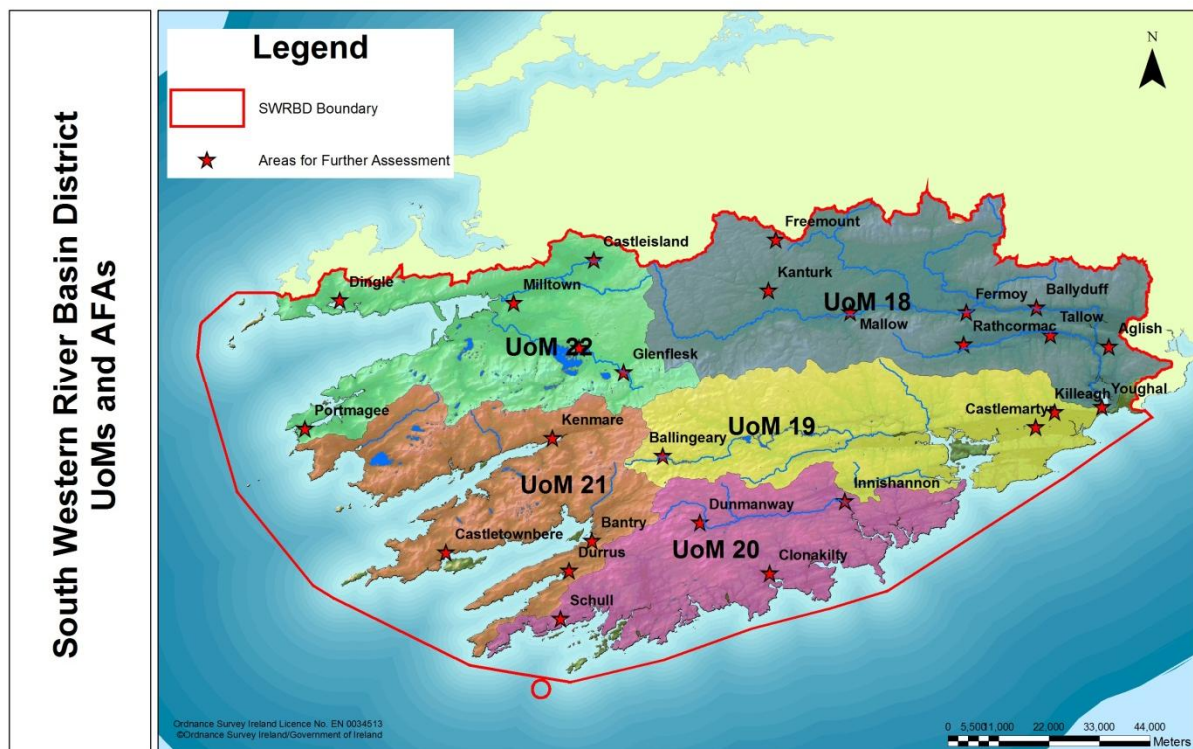 South Western River Basin District
UoMs and AFAs
Legend
SWRBD Boundary
Areas for Further Assessment
N
Freemount
Castleisland
Kanturk
Dingle
Milltown
UoM 18
Fermoy
Ballyduff
Mallow
Rathcormac
Tallow
Aglish
UoM 22
Glenflesk
Portmagee
Kenmare
Castlemarty
Killeagh
Youghal
UoM 19
Ballingeary
UoM 21
Innishannon
Dunmanway
Castletownbere
Bantry
UoM 20
Durrus
Clonakilty
Schull
Ordnance Survey Ireland Licence No. EN 0034513
©Ordnance Survey Ireland/Government of Ireland
0 5,500 11,000 22,000 33,000 44,000
Meters